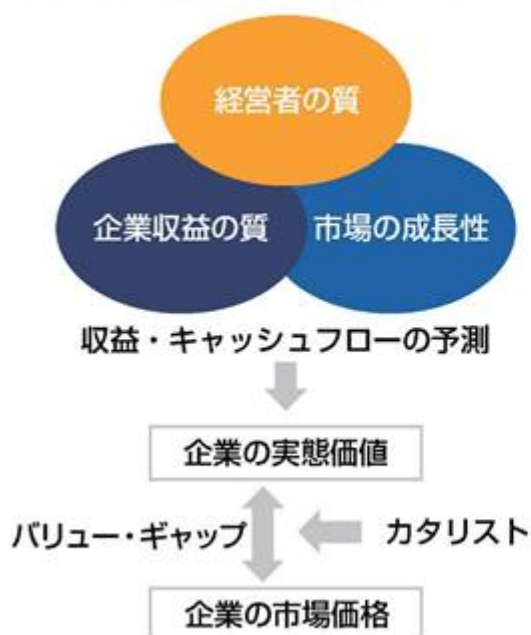 経営者の質
企業収益の質
市場の成長性
収益・キャッシュフローの予測
企業の実態価値
バリュー・ギャップ
カタリスト
企業の市場価格